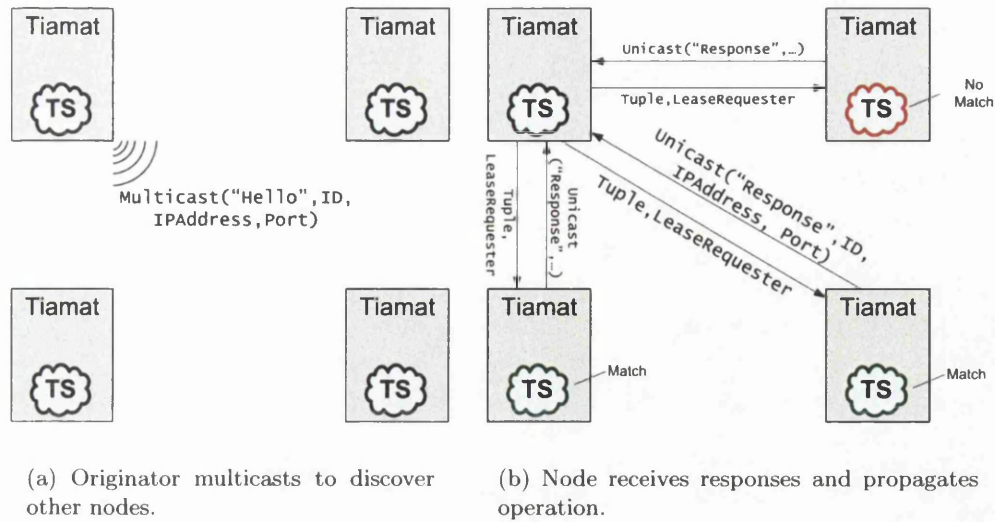 Tiamat
TS
Multicast("Hello",ID,
IPAddress,Port)
Tiamat
TS
Tiamat
TS
Tiamat
TS
(a) Originator multicasts to discover
other nodes.
Tiamat
TS
Unicast("Response",…)
Tuple,LeaseRequester
Tiamat
TS
No
Match
Tuple,
LeaseRequester
Unicast
("Response",…)
Unicast("Response",ID,
IPAddress, Port)
Tuple,LeaseRequester
Tiamat
TS
Match
Tiamat
TS
Match
(b) Node receives responses and propagates
operation.